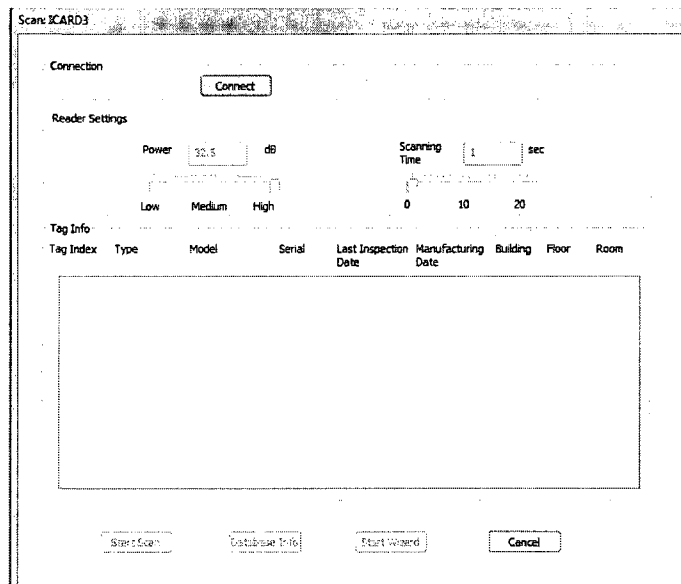 Scan: ICARD3
Connection
Connect
Reader Settings
Power 32.5 dB Scanning Time 1 sec
Low Medium High 0 10 20
Tag Info
Tag Index Type Model Serial Last Inspection Date Manufacturing Date Building Floor Room
Start Scan Database Info Start Wizard Cancel